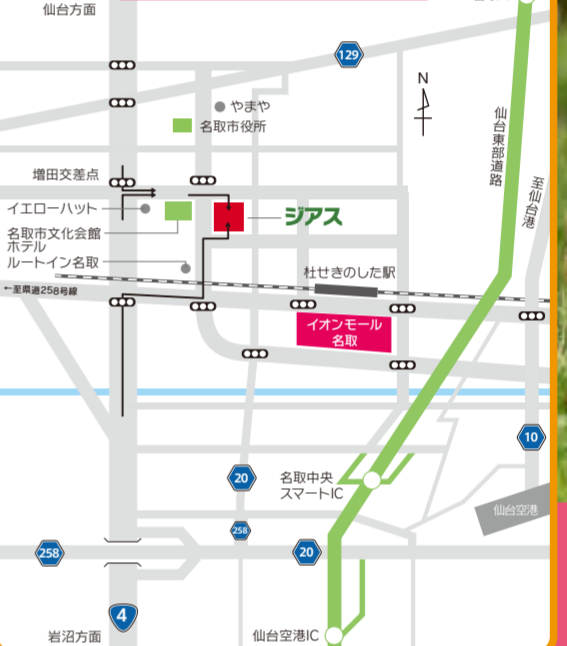 仙台方面
129
N
やまや
名取市役所
仙台東部道路
至仙台港
増田交差点
イエローハット
ジアス
名取市文化会館
ホテル
ルートイン名取
杜せきのした駅
←至県道258号線
イオンモール
名取
10
20
名取中央
スマートIC
仙台空港
258
258
20
4
岩沼方面
仙台空港IC